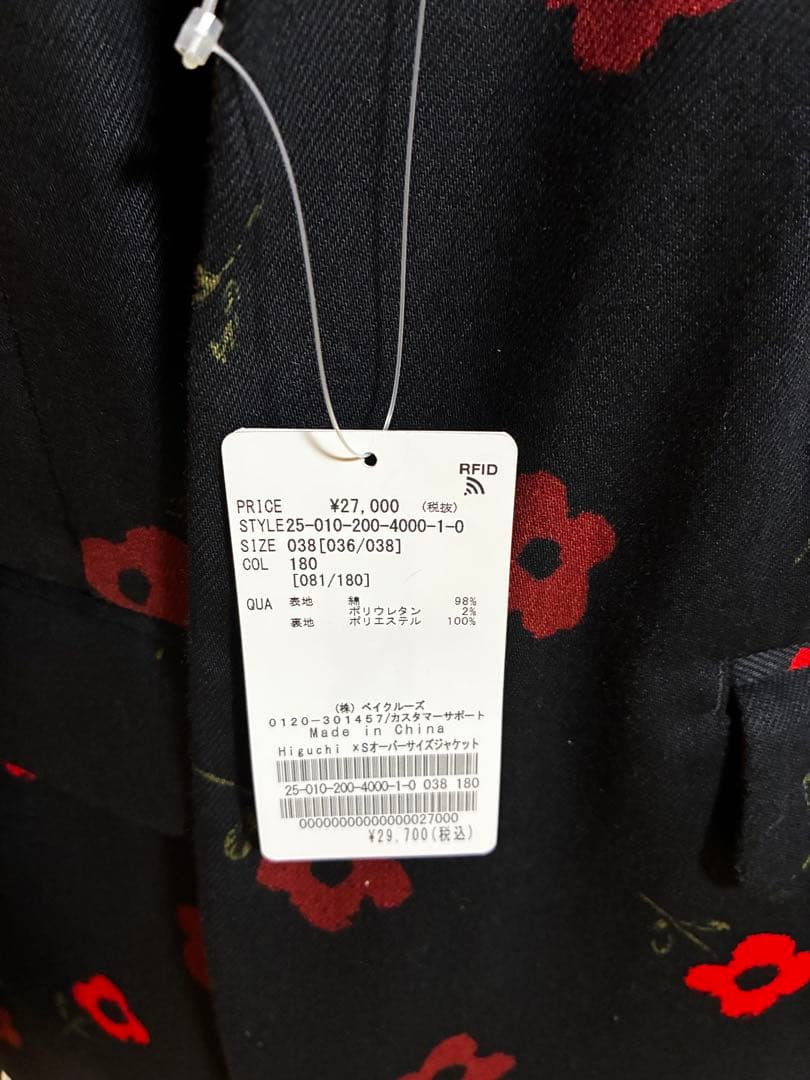 RFID
PRICE ¥27,000 (税抜)
STYLE25-010-200-4000-1-0
SIZE 038[036/038]
COL 180
[081/180]
QUA 表地 綿 98%
ポリウレタン 2%
裏地 ポリエステル 100%
(株) ベイクルーズ
0120-301457/カスタマーサポート
Made in China
Higuchi ×Sオーバーサイズジャケット
25-010-200-4000-1-0 038 180
00000000000000027000
¥29,700(税込)